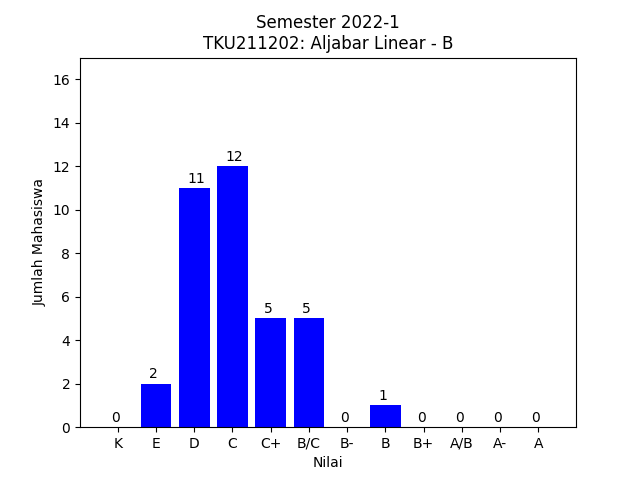 Semester 2022-1
TKU211202: Aljabar Linear - B
16
14
12
10
8
6
4
2
0
Jumlah Mahasiswa
0 2 11 12 5 5 0 1 0 0 0 0
K E D C C+ B/C B- B B+ A/B A- A
Nilai